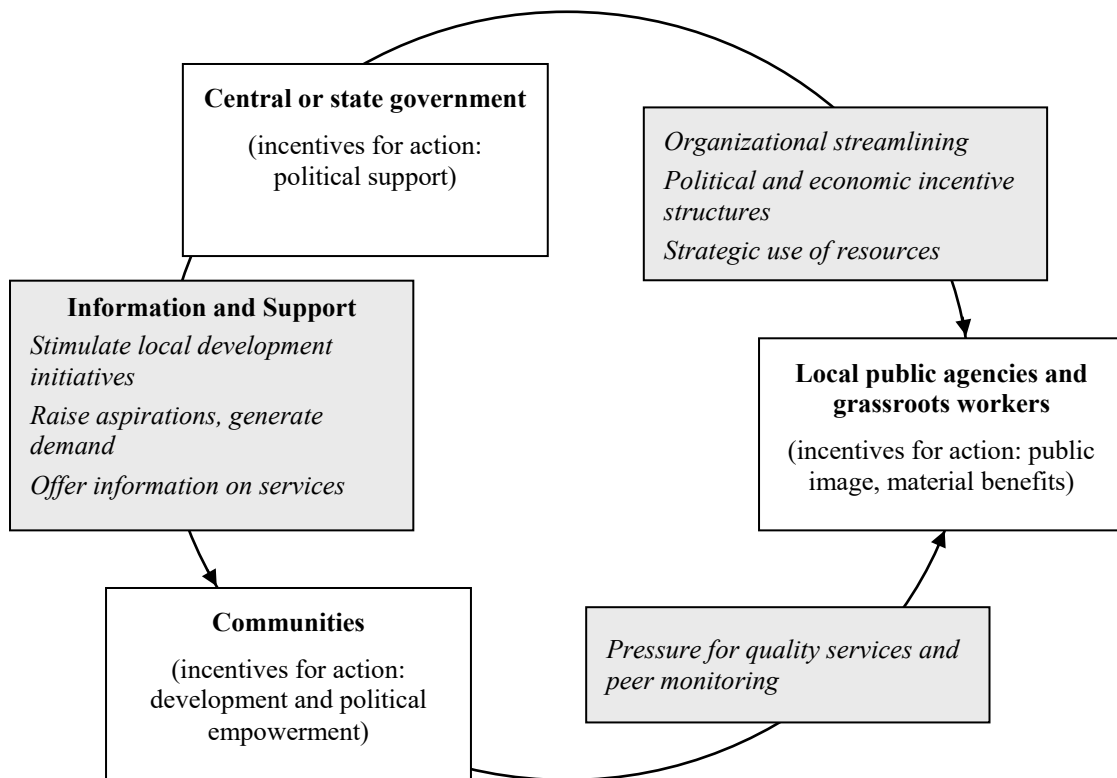 Central or state government
(incentives for action:
political support)
Organizational streamlining
Political and economic incentive
structures
Strategic use of resources
Information and Support
Stimulate local development
initiatives
Raise aspirations, generate
demand
Offer information on services
Local public agencies and
grassroots workers
(incentives for action: public
image, material benefits)
Communities
(incentives for action:
development and political
empowerment)
Pressure for quality services and
peer monitoring